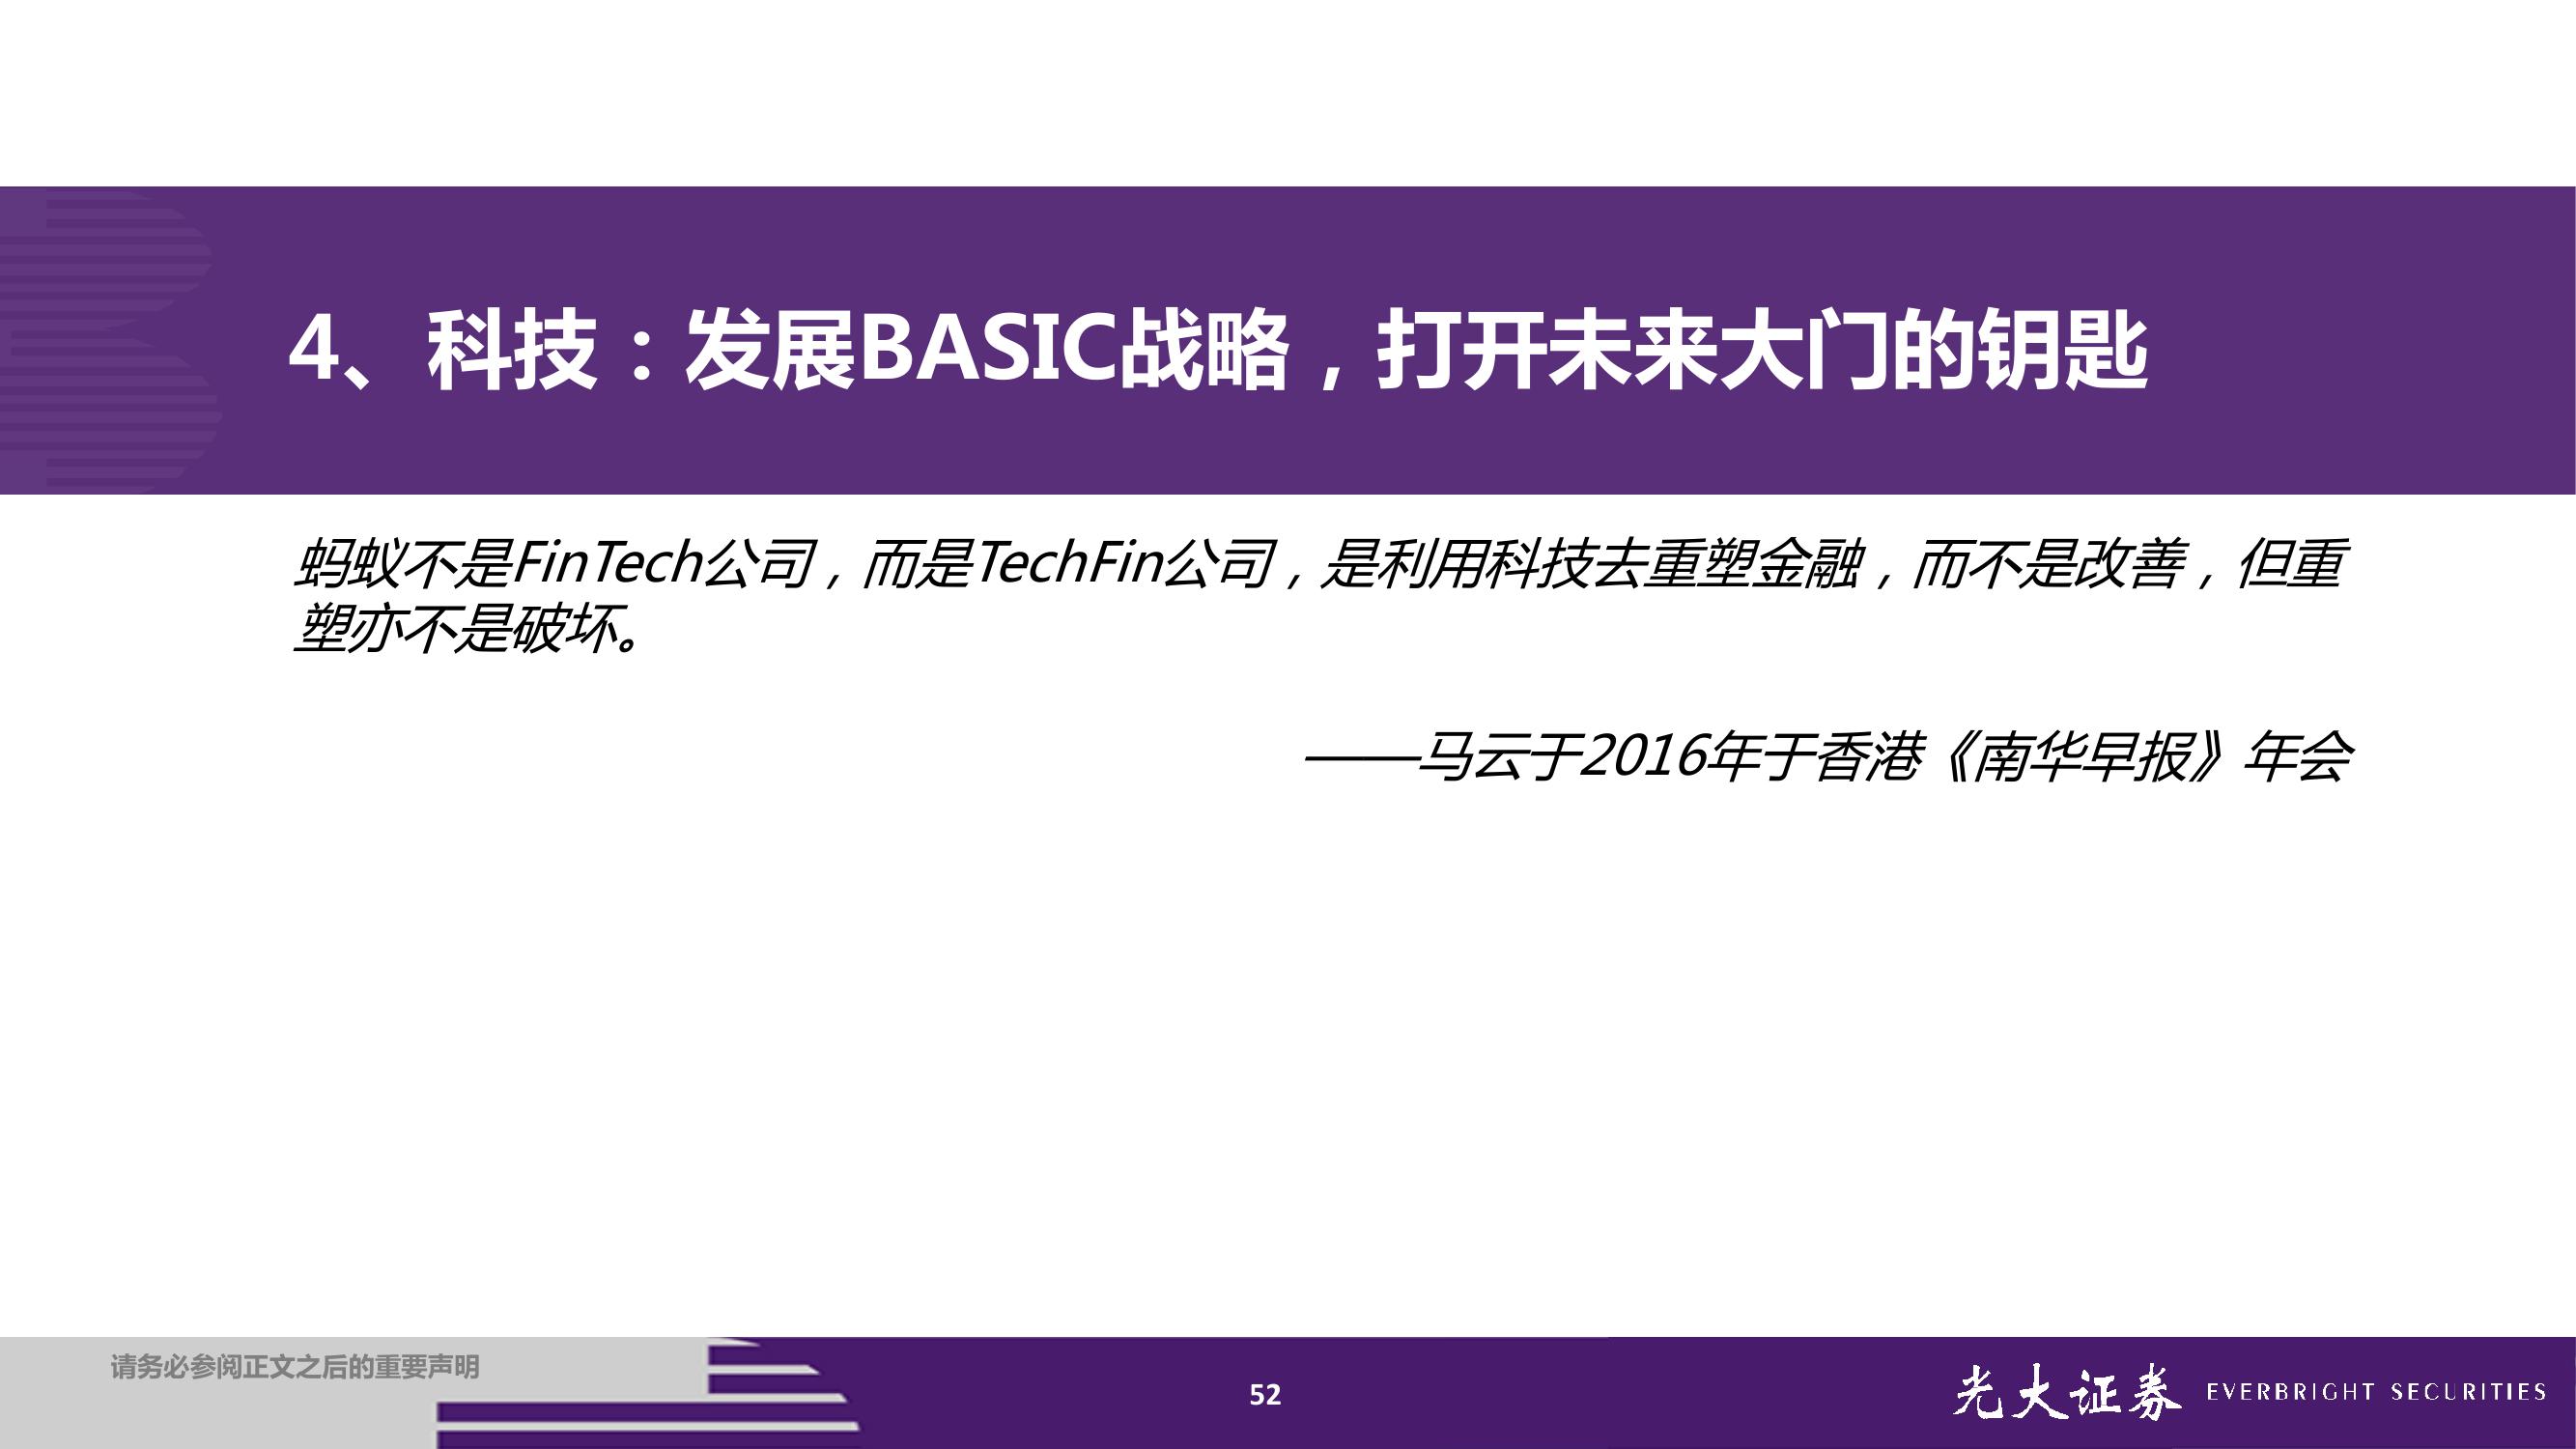 4、科技：发展BASIC战略，打开未来大门的钥匙
蚂蚁不是FinTech公司，而是TechFin公司，是利用科技去重塑金融，而不是改善，但重
塑亦不是破坏。
——马云于2016年于香港《南华早报》年会
请务必参阅正文之后的重要声明
52
光大证券 EVERBRIGHT SECURITIES